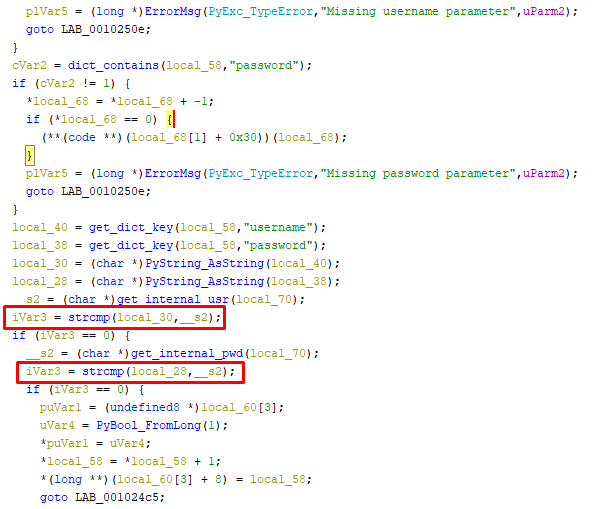 plVar5 = (long *)ErrorMsg(PyExc_TypeError,"Missing username parameter",uParm2);
goto LAB_0010250e;
}
cVar2 = dict_contains(local_58,"password");
if (cVar2 != 1) {
*local_68 = *local_68 + -1;
if (*local_68 == 0) {
(**(code **)(local_68[1] + 0x30))(local_68);
}
plVar5 = (long *)ErrorMsg(PyExc_TypeError,"Missing password parameter",uParm2);
goto LAB_0010250e;
}
local_40 = get_dict_key(local_58,"username");
local_38 = get_dict_key(local_58,"password");
local_30 = (char *)PyString_AsString(local_40);
local_28 = (char *)PyString_AsString(local_38);
__s2 = (char *)get_internal_usr(local_70);
iVar3 = strcmp(local_30,__s2);
if (iVar3 == 0) {
__s2 = (char *)get_internal_pwd(local_70);
iVar3 = strcmp(local_28,__s2);
if (iVar3 == 0) {
puVar1 = (undefined8 *)local_60[3];
uVar4 = PyBool_FromLong(1);
*puVar1 = uVar4;
*local_58 = *local_58 + 1;
*(long **)(local_60[3] + 8) = local_58;
goto LAB_001024c5;